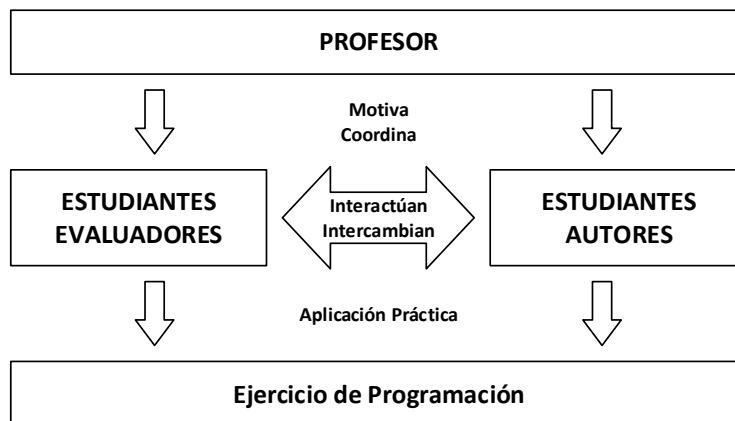 PROFESOR
Motiva
Coordina
ESTUDIANTES
EVALUADORES
Interactúan
Intercambian
ESTUDIANTES
AUTORES
Aplicación Práctica
Ejercicio de Programación